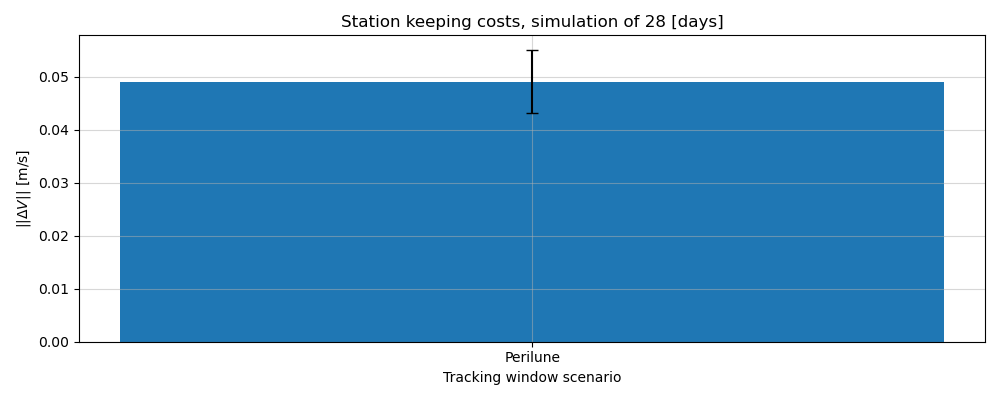 Station keeping costs, simulation of 28 [days]
||ΔV|| [m/s]
0.05
0.04
0.03
0.02
0.01
0.00
Perilune
Tracking window scenario